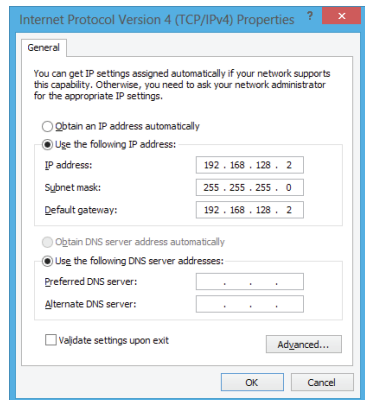 Internet Protocol Version 4 (TCP/IPv4) Properties ? ×
General
You can get IP settings assigned automatically if your network supports
this capability. Otherwise, you need to ask your network administrator
for the appropriate IP settings.
Obtain an IP address automatically
Use the following IP address:
IP address: 192 . 168 . 128 . 2
Subnet mask: 255 . 255 . 255 . 0
Default gateway: 192 . 168 . 128 . 2
Obtain DNS server address automatically
Use the following DNS server addresses:
Preferred DNS server: . . .
Alternate DNS server: . . .
Validate settings upon exit
Advanced...
OK Cancel